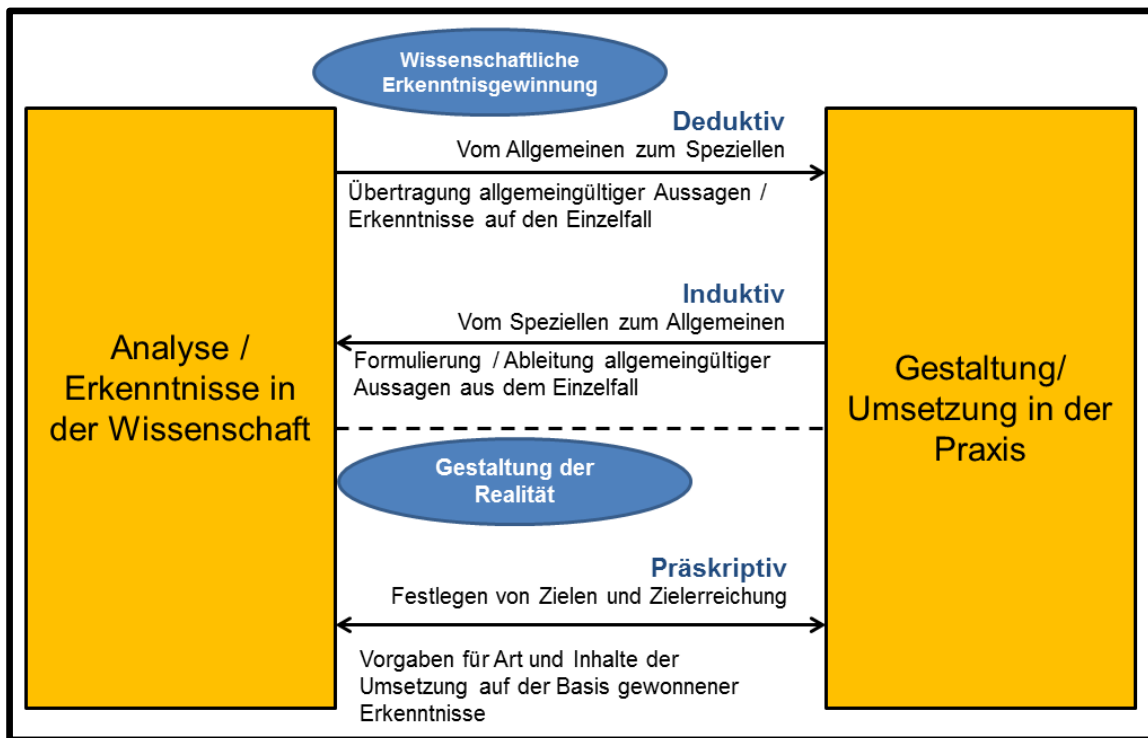 Wissenschaftliche
Erkenntnisgewinnung
Deduktiv
Vom Allgemeinen zum Speziellen
Übertragung allgemeingültiger Aussagen /
Erkenntnisse auf den Einzelfall
Induktiv
Vom Speziellen zum Allgemeinen
Formulierung / Ableitung allgemeingültiger
Aussagen aus dem Einzelfall
Analyse /
Erkenntnisse in
der Wissenschaft
Gestaltung/
Umsetzung in der
Praxis
Gestaltung der
Realität
Präskriptiv
Festlegen von Zielen und Zielerreichung
Vorgaben für Art und Inhalte der
Umsetzung auf der Basis gewonnener
Erkenntnisse